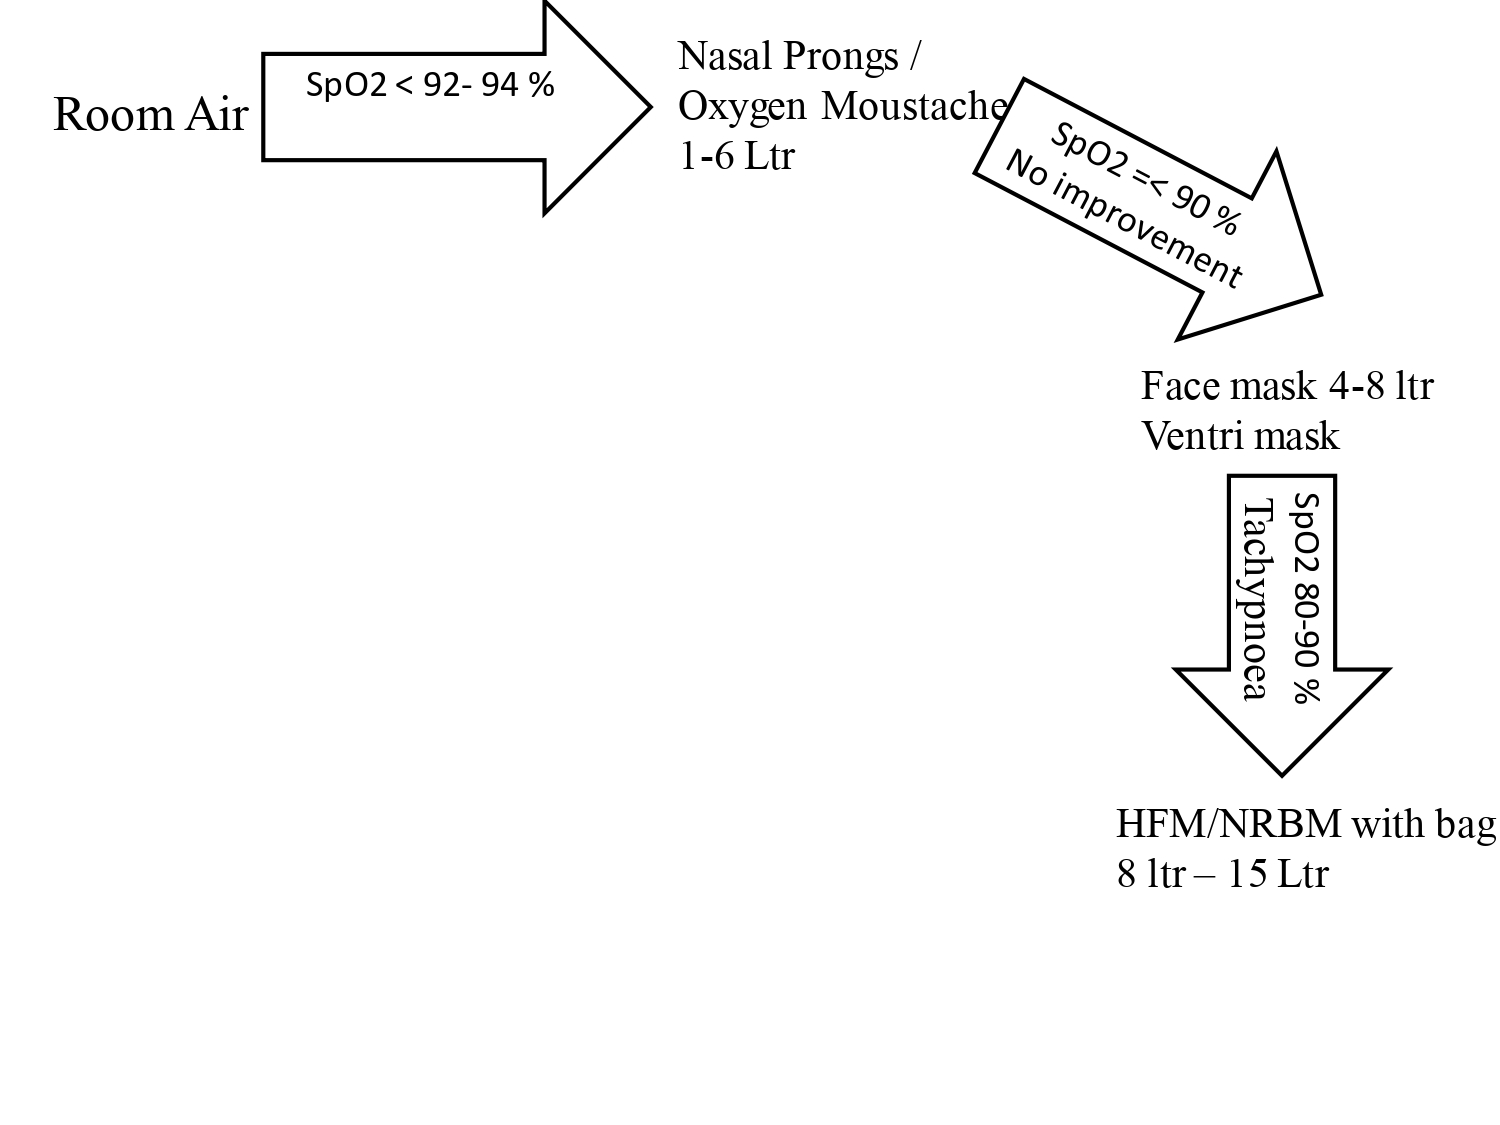 Room Air
SpO2 < 92- 94 %
Nasal Prongs /
Oxygen Moustache
1-6 Ltr
SpO2 =< 90 %
No improvement
Face mask 4-8 ltr
Ventri mask
SpO2 80-90 %
Tachypnoea
HFM/NRBM with bag
8 ltr – 15 Ltr